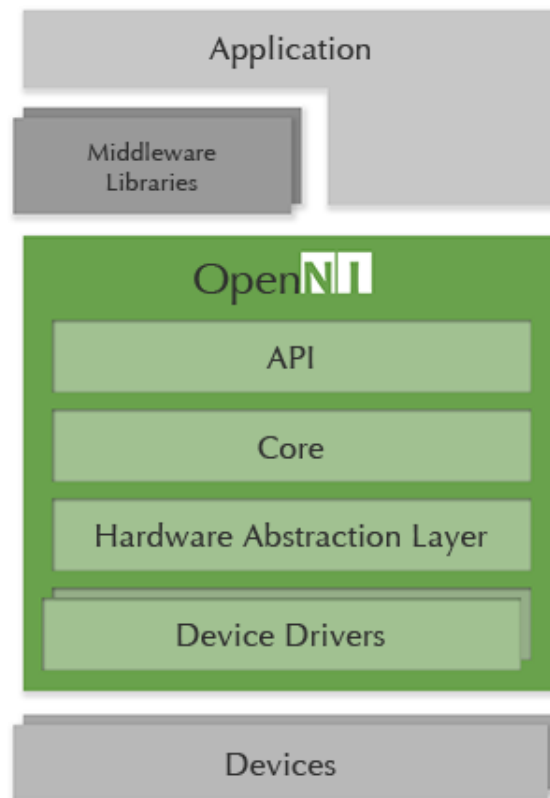 Application
Middleware
Libraries
OpenNI
API
Core
Hardware Abstraction Layer
Device Drivers
Devices